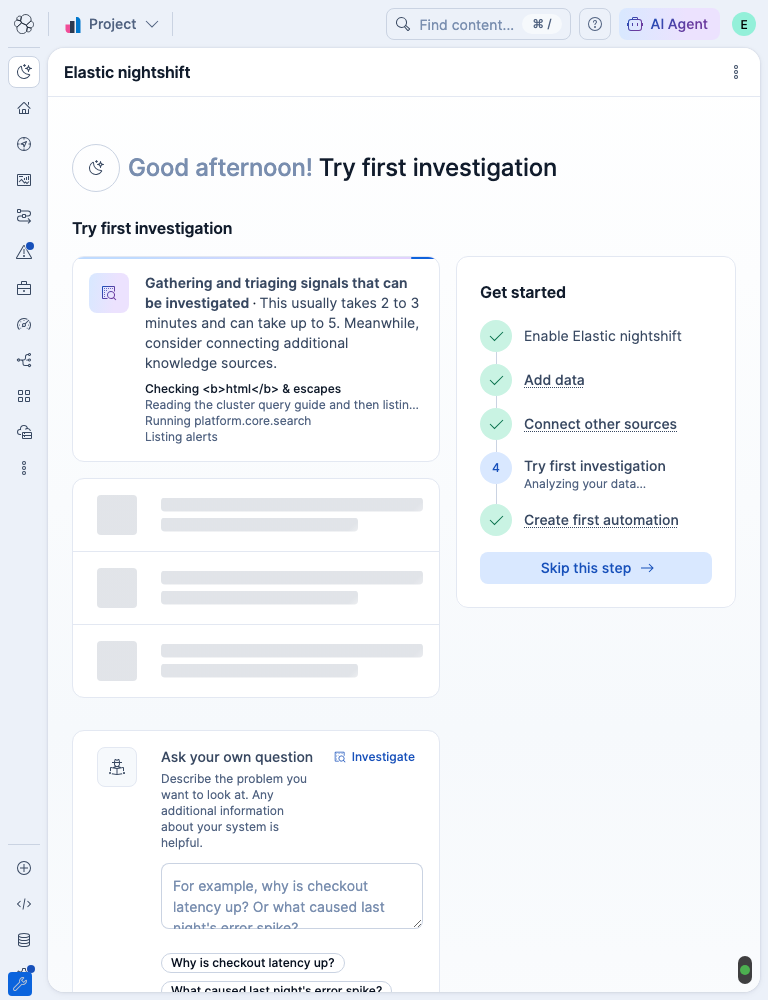 Project
Find content...
⌘ /
AI Agent
E
Elastic nightshift
Good afternoon! Try first investigation
Try first investigation
Gathering and triaging signals that can
be investigated · This usually takes 2 to 3
minutes and can take up to 5. Meanwhile,
consider connecting additional
knowledge sources.
Checking <b>html</b> & escapes
Reading the cluster query guide and then listin...
Running platform.core.search
Listing alerts
Get started
Enable Elastic nightshift
Add data
Connect other sources
4
Try first investigation
Analyzing your data...
Create first automation
Skip this step
Ask your own question
Investigate
Describe the problem you
want to look at. Any
additional information
about your system is
helpful.
For example, why is checkout
latency up? Or what caused last
night's error spike?
Why is checkout latency up?
What caused last night's error spike?